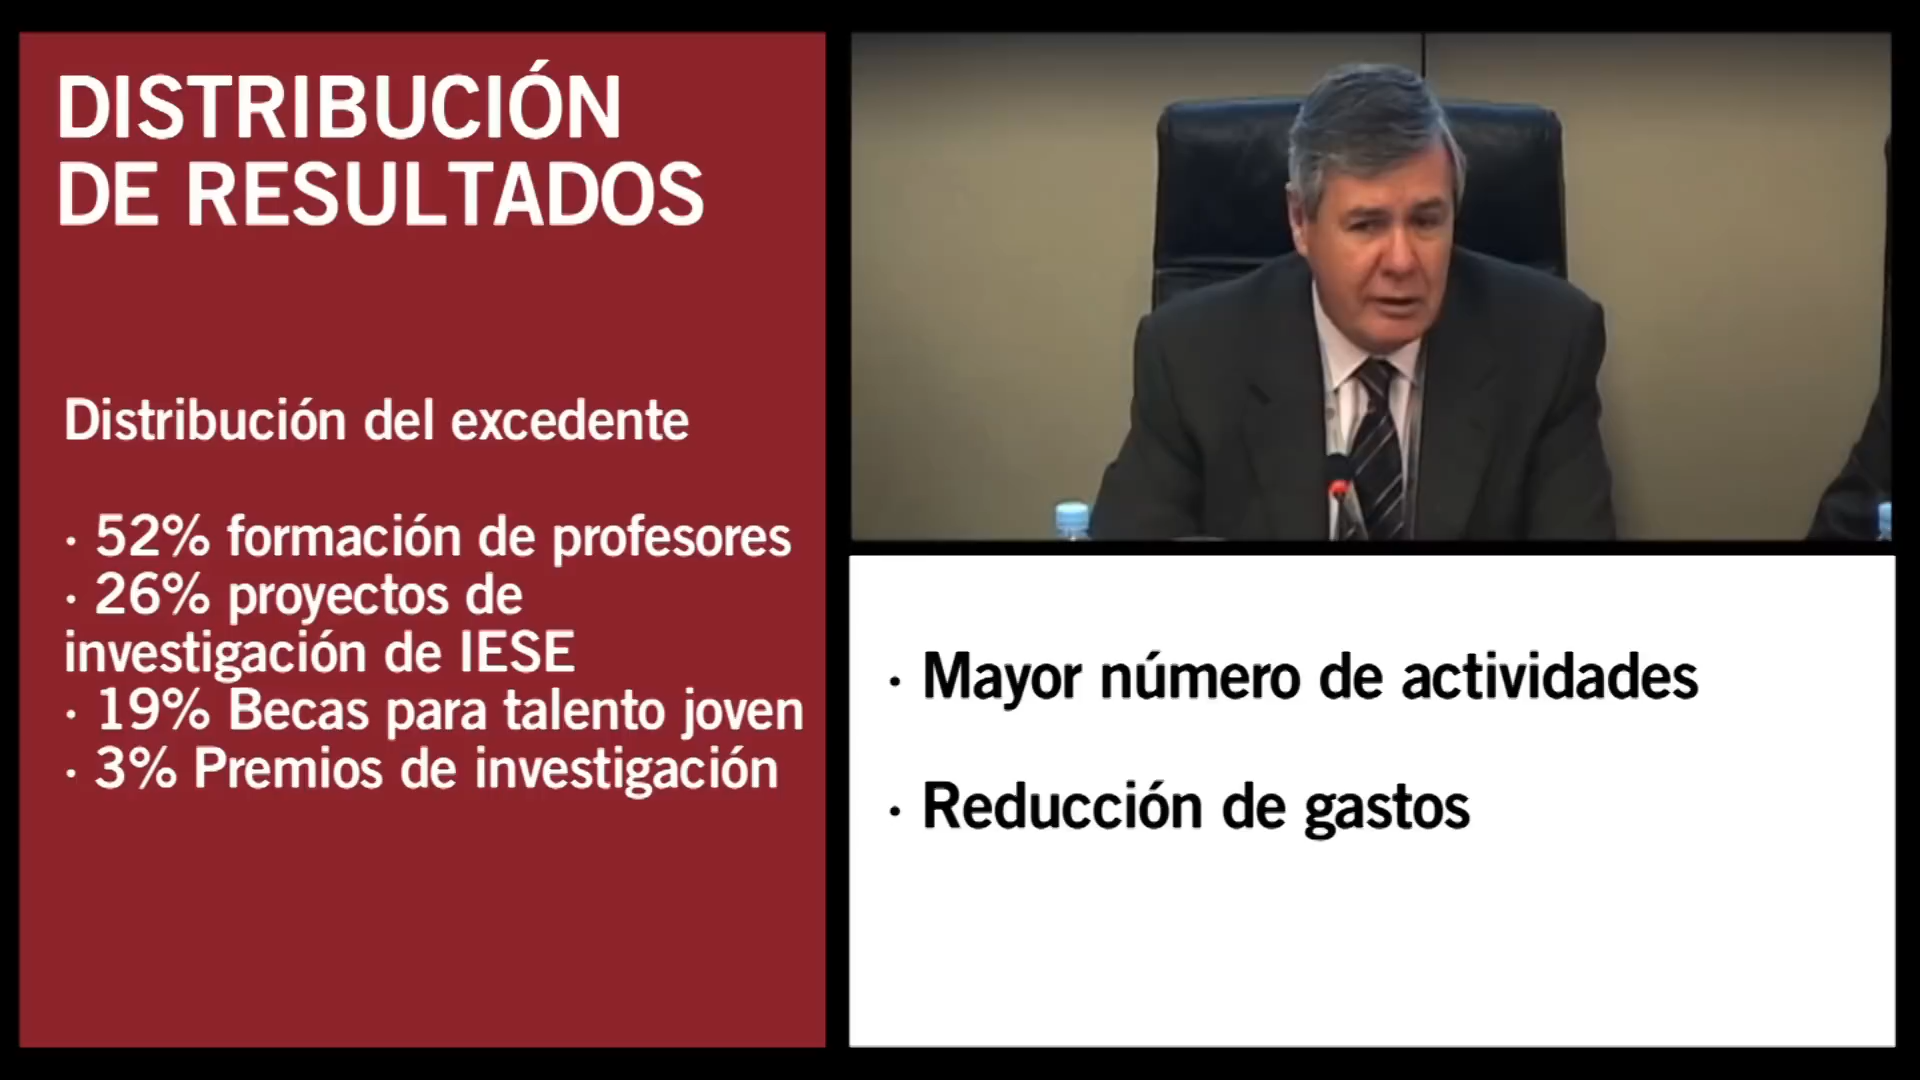 DISTRIBUCIÓN
DE RESULTADOS
Distribución del excedente
· 52% formación de profesores
· 26% proyectos de
investigación de IESE
· 19% Becas para talento joven
· 3% Premios de investigación
· Mayor número de actividades
· Reducción de gastos